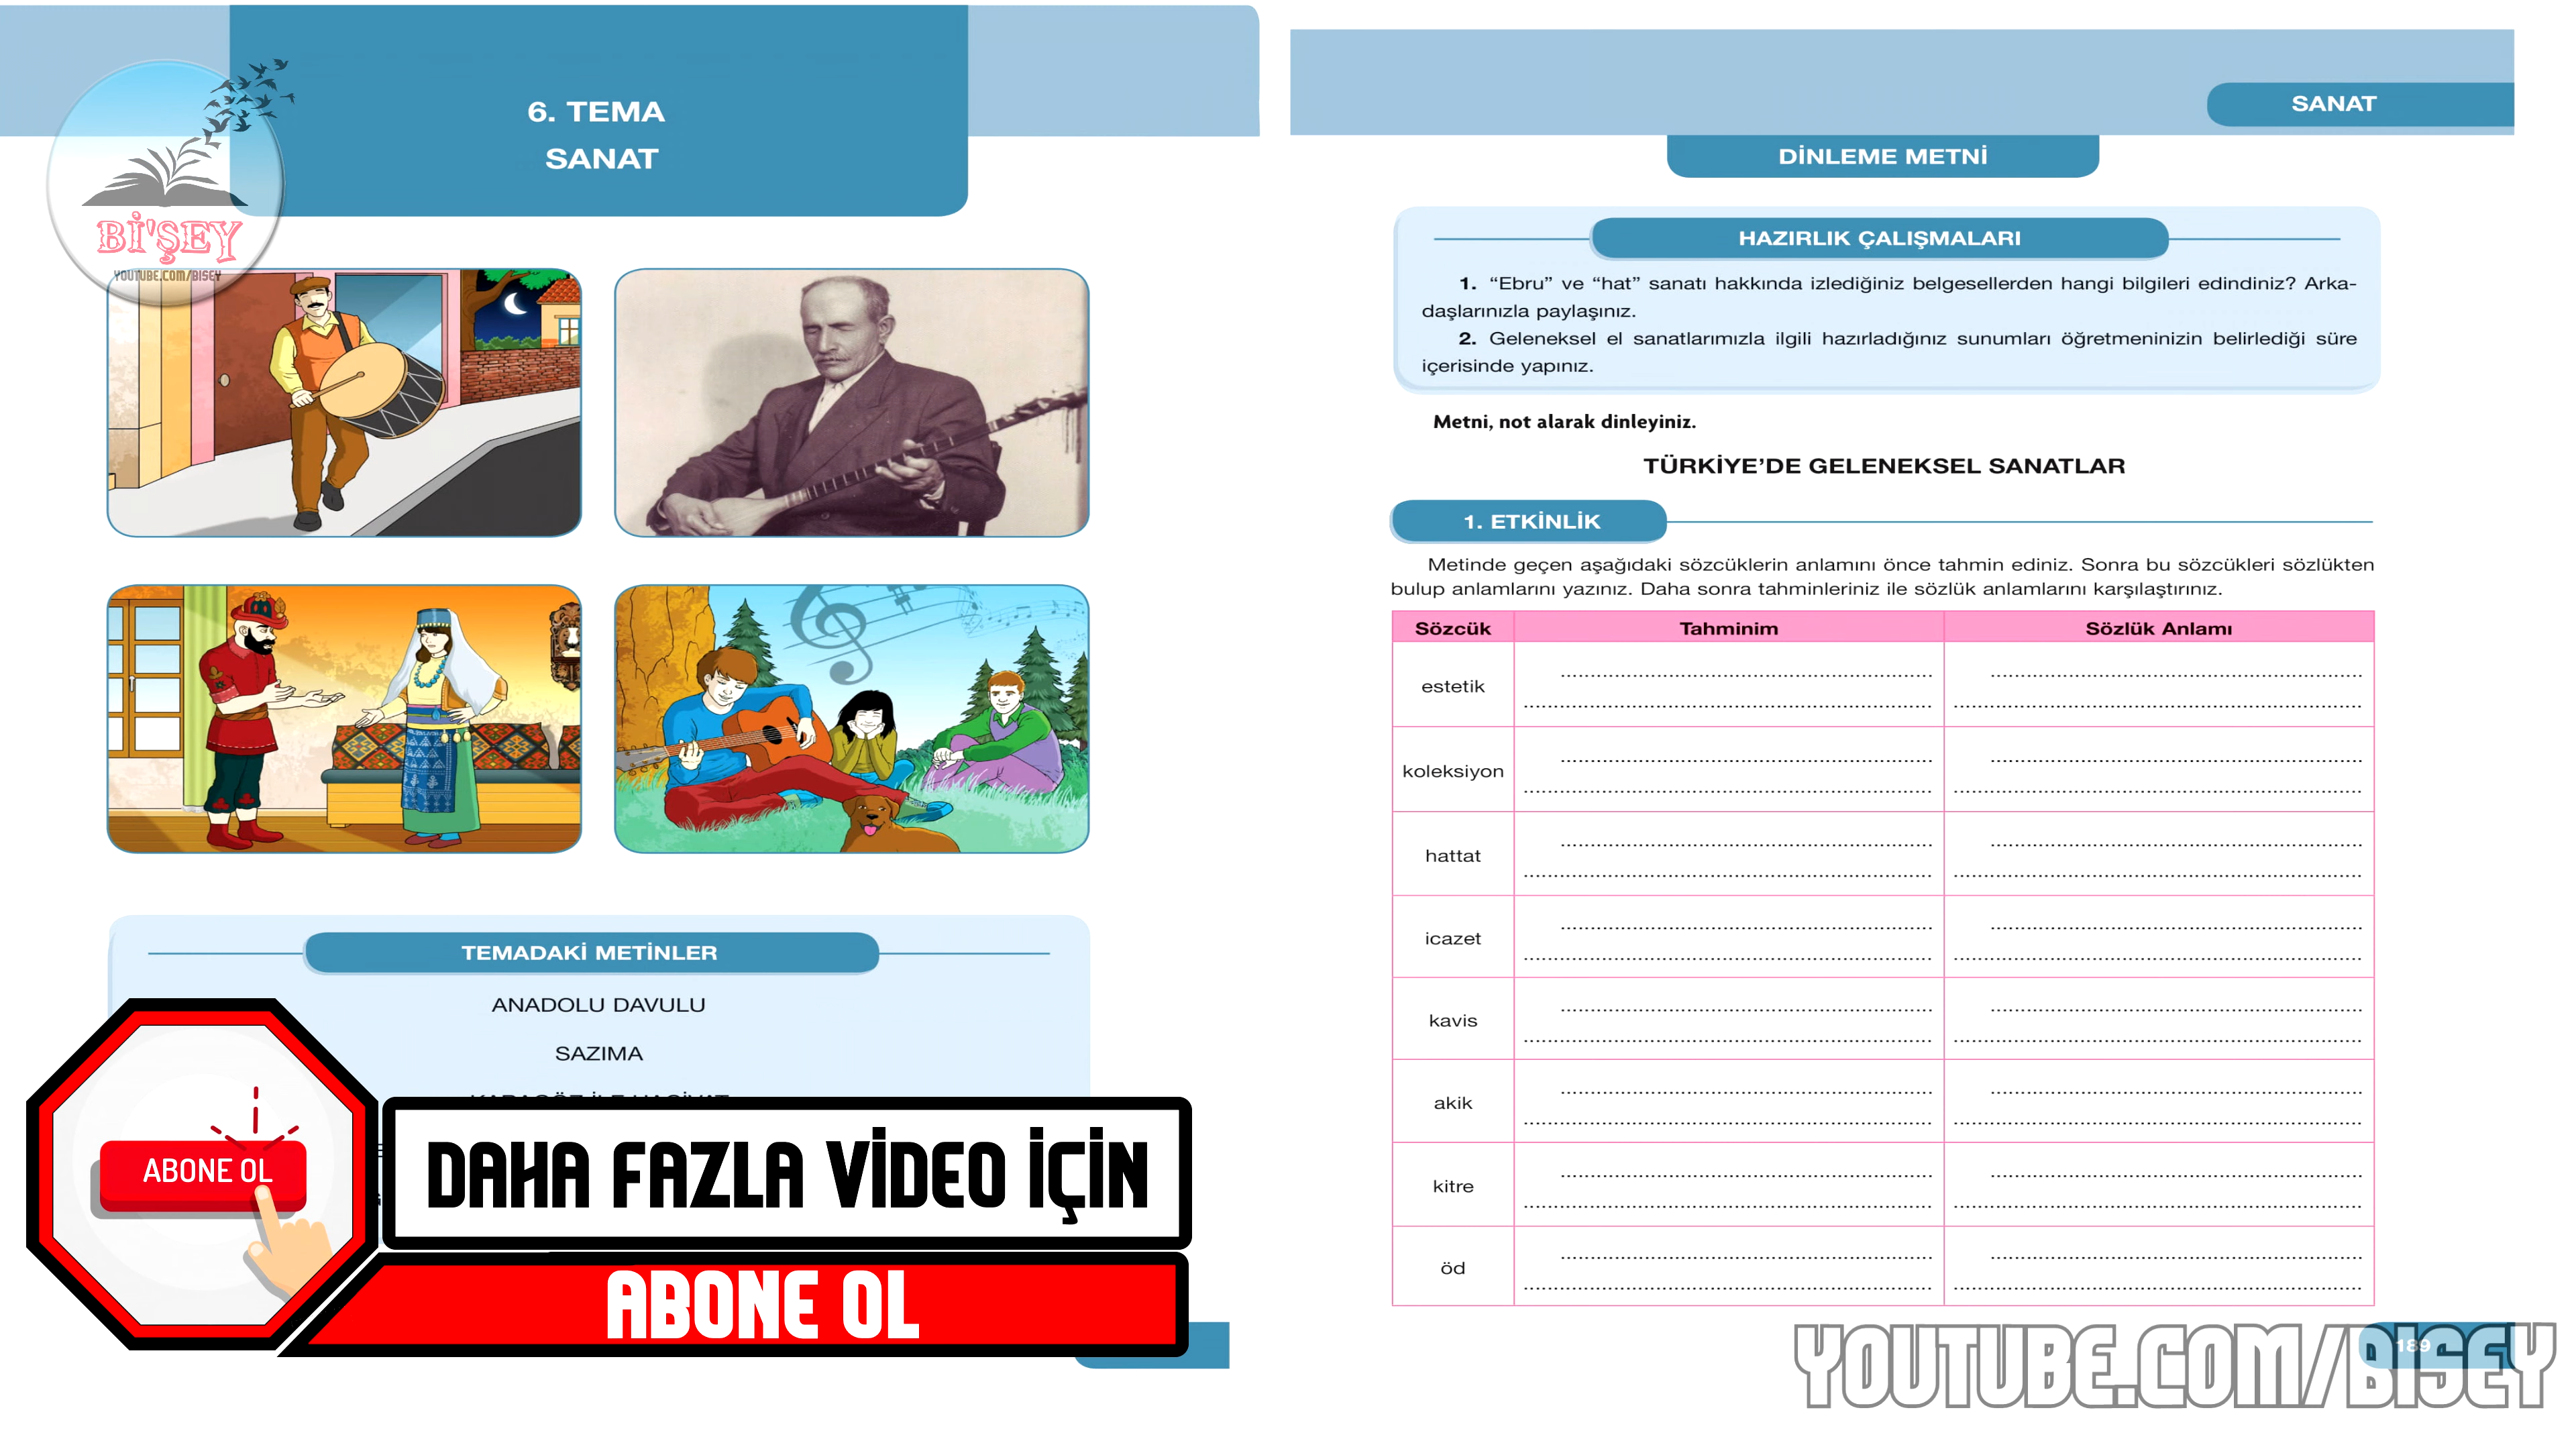 6. TEMA
SANAT
Bİ'ŞEY
YOUTUBE.COM/BISEY
TEMADAKİ METİNLER
ANADOLU DAVULU
SAZIMA
ABONE OL
DAHA FAZLA VİDEO İÇİN
ABONE OL
SANAT
DİNLEME METNİ
HAZIRLIK ÇALIŞMALARI
1. “Ebru” ve “hat” sanatı hakkında izlediğiniz belgesellerden hangi bilgileri edindiniz? Arka-
daşlarınızla paylaşınız.
2. Geleneksel el sanatlarımızla ilgili hazırladığınız sunumları öğretmeninizin belirlediği süre
içerisinde yapınız.
Metni, not alarak dinleyiniz.
TÜRKİYE’DE GELENEKSEL SANATLAR
1. ETKİNLİK
Metinde geçen aşağıdaki sözcüklerin anlamını önce tahmin ediniz. Sonra bu sözcükleri sözlükten
bulup anlamlarını yazınız. Daha sonra tahminleriniz ile sözlük anlamlarını karşılaştırınız.
Sözcük Tahminim Sözlük Anlamı
estetik
koleksiyon
hattat
icazet
kavis
akik
kitre
öd
189
YOUTUBE.COM/BISEY